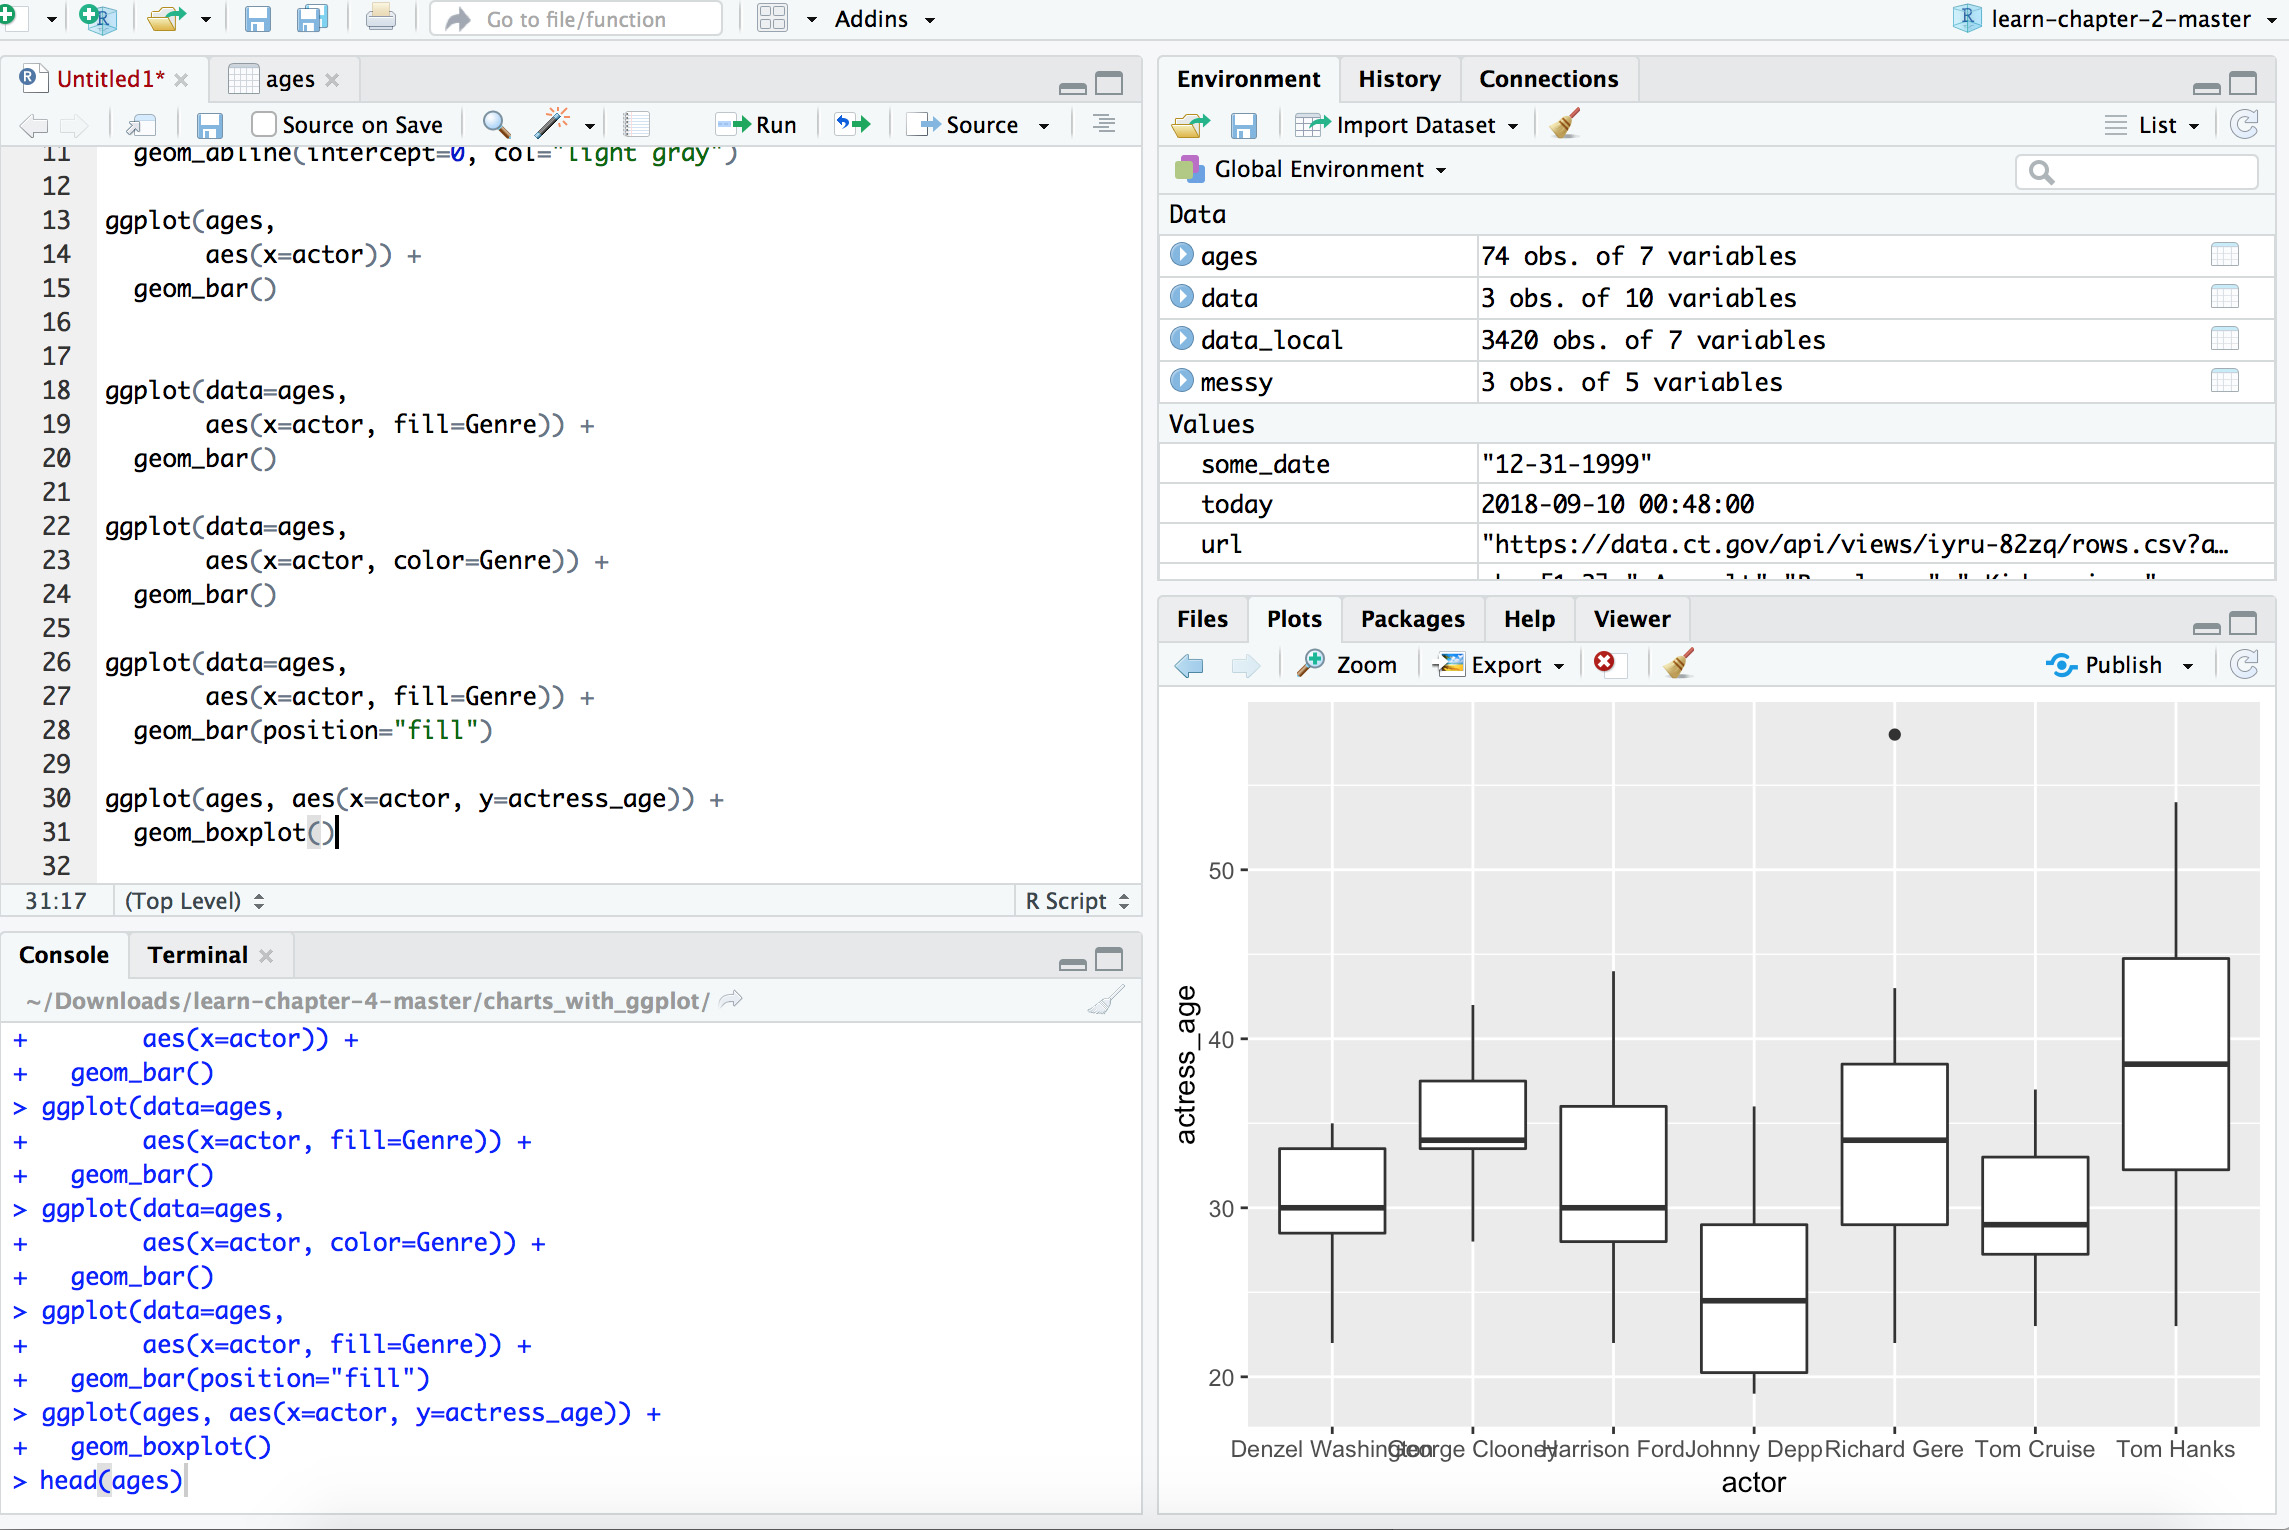 Go to file/function
Addins
learn-chapter-2-master
Untitled1*
ages
Source on Save
Run
Source
11 geom_abline(intercept=0, col="light gray")
12
13 ggplot(ages,
14 aes(x=actor)) +
15 geom_bar()
16
17
18 ggplot(data=ages,
19 aes(x=actor, fill=Genre)) +
20 geom_bar()
21
22 ggplot(data=ages,
23 aes(x=actor, color=Genre)) +
24 geom_bar()
25
26 ggplot(data=ages,
27 aes(x=actor, fill=Genre)) +
28 geom_bar(position="fill")
29
30 ggplot(ages, aes(x=actor, y=actress_age)) +
31 geom_boxplot()
32
31:17 (Top Level) R Script
Console Terminal
~/Downloads/learn-chapter-4-master/charts_with_ggplot/
+ aes(x=actor)) +
+ geom_bar()
> ggplot(data=ages,
+ aes(x=actor, fill=Genre)) +
+ geom_bar()
> ggplot(data=ages,
+ aes(x=actor, color=Genre)) +
+ geom_bar()
> ggplot(data=ages,
+ aes(x=actor, fill=Genre)) +
+ geom_bar(position="fill")
> ggplot(ages, aes(x=actor, y=actress_age)) +
+ geom_boxplot()
> head(ages)
Environment History Connections
Import Dataset List
Global Environment
Data
ages 74 obs. of 7 variables
data 3 obs. of 10 variables
data_local 3420 obs. of 7 variables
messy 3 obs. of 5 variables
Values
some_date "12-31-1999"
today 2018-09-10 00:48:00
url "https://data.ct.gov/api/views/iyru-82zq/rows.csv?a…
Files Plots Packages Help Viewer
Zoom Export Publish
actress_age
50
40
30
20
Denzel Washington George Clooney Harrison Ford Johnny Depp Richard Gere Tom Cruise Tom Hanks
actor